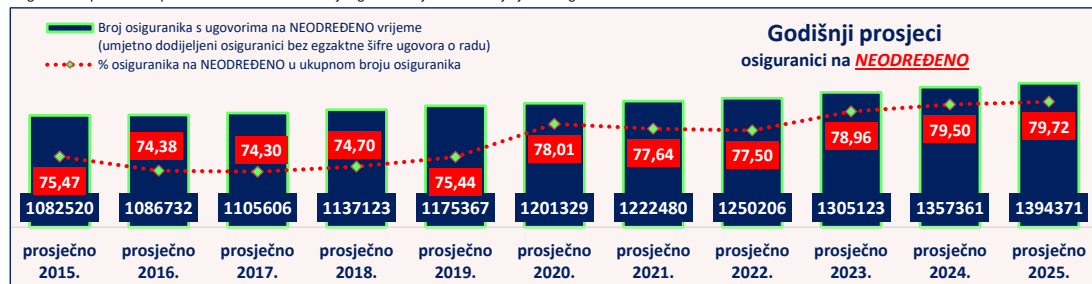 Broj osiguranika s ugovorima na NEODREĐENO vrijeme
(umjetno dodijeljeni osiguranici bez egzaktne šifre ugovora o radu)
% osiguranika na NEODREĐENO u ukupnom broju osiguranika
Godišnji prosjeci
osiguranici na NEODREĐENO
75,47 74,38 74,30 74,70 75,44 78,01 77,64 77,50 78,96 79,50 79,72
1082520 1086732 1105606 1137123 1175367 1201329 1222480 1250206 1305123 1357361 1394371
prosječno prosječno prosječno prosječno prosječno prosječno prosječno prosječno prosječno prosječno prosječno
2015. 2016. 2017. 2018. 2019. 2020. 2021. 2022. 2023. 2024. 2025.